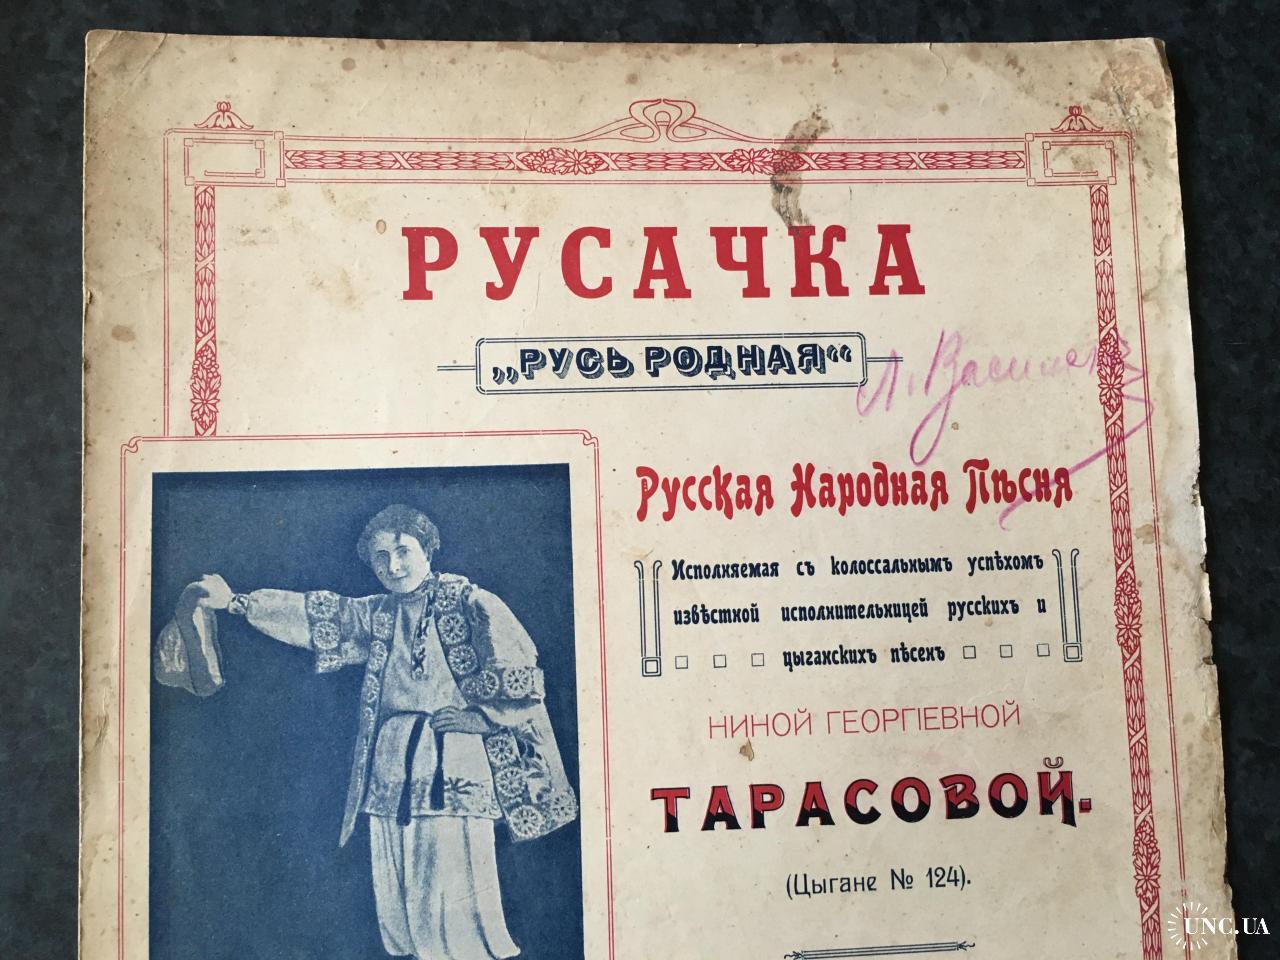 РУСАЧКА
„РУСЬ РОДНАЯ“
Русская Народная Пѣсня
Исполняемая съ колоссальнымъ успѣхомъ
извѣстной исполнительницей русскихъ и
цыганскихъ пѣсенъ
НИНОЙ ГЕОРГІЕВНОЙ
ТАРАСОВОЙ.
(Цыгане № 124).
UNC.UA